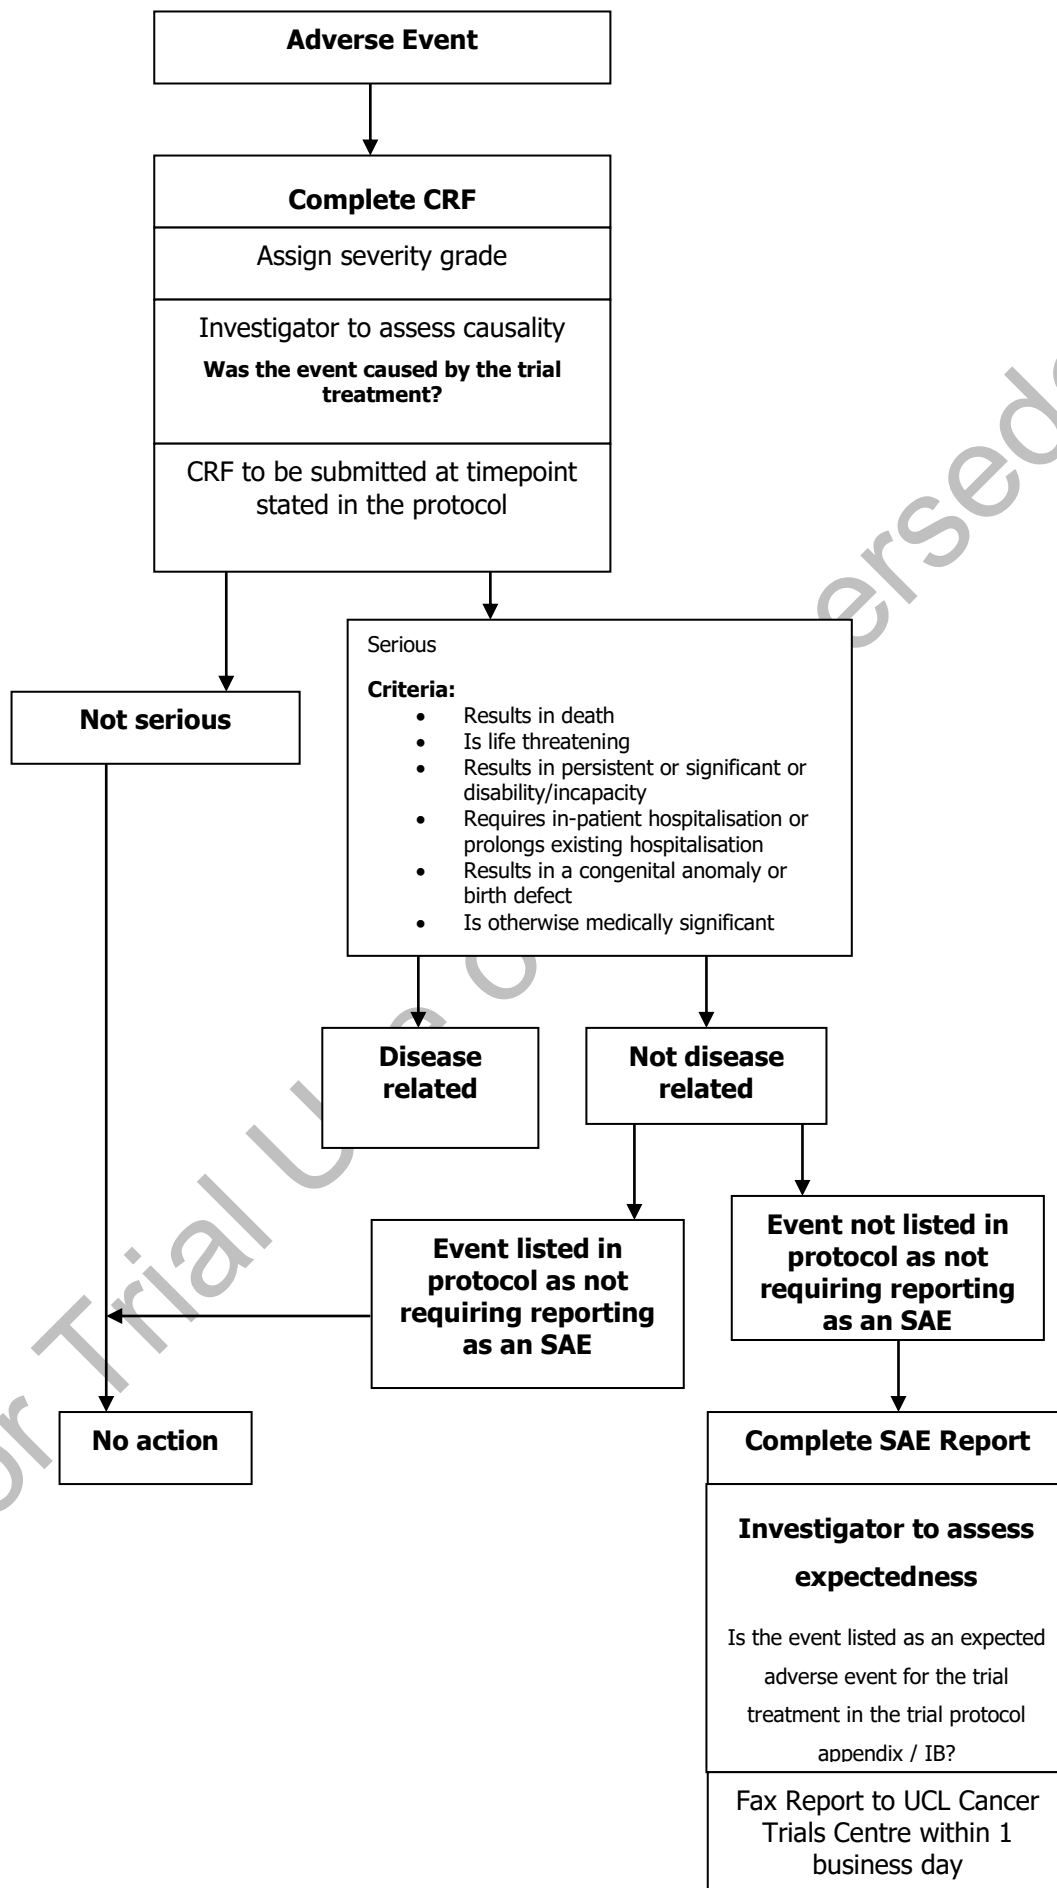 Adverse Event
Complete CRF
Assign severity grade
Investigator to assess causality
Was the event caused by the trial
treatment?
CRF to be submitted at timepoint
stated in the protocol
Not serious
Serious
Criteria:
• Results in death
• Is life threatening
• Results in persistent or significant or
disability/incapacity
• Requires in-patient hospitalisation or
prolongs existing hospitalisation
• Results in a congenital anomaly or
birth defect
• Is otherwise medically significant
Disease
related
Not disease
related
Event listed in
protocol as not
requiring reporting
as an SAE
Event not listed in
protocol as not
requiring reporting
as an SAE
No action
Complete SAE Report
Investigator to assess
expectedness
Is the event listed as an expected
adverse event for the trial
treatment in the trial protocol
appendix / IB?
Fax Report to UCL Cancer
Trials Centre within 1
business day
Trial